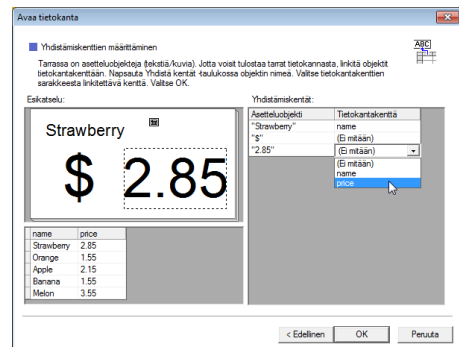 Avaa tietokanta
Yhdistämiskenttien määrittäminen
ABC
Tarrassa on asetteluobjekteja (tekstiä/kuvia). Jotta voisit tulostaa tarrat tietokannasta, linkitä objektit
tietokantakenttään. Napsauta Yhdistä kentät -taulukossa objektin nimeä. Valitse tietokantakenttien
sarakkeesta linkitettävä kenttä. Valitse OK.
Esikatselu:
Yhdistämiskentät:
Strawberry
$ 2.85
Asetteluobjekti Tietokantakenttä
"Strawberry" name
"$" (Ei mitään)
"2.85" (Ei mitään)
(Ei mitään)
name
price
name price
Strawberry 2.85
Orange 1.55
Apple 2.15
Banana 1.55
Melon 3.55
< Edellinen OK Peruuta